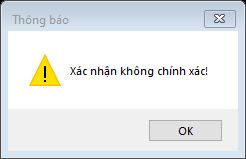 Thông báo
Xác nhận không chính xác!
OK